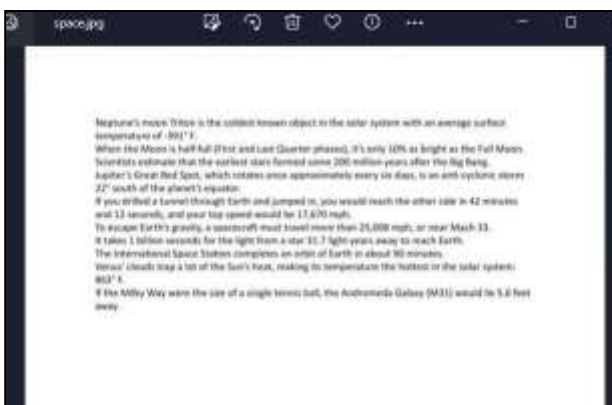 space.jpg
Neptune's moon Triton is the coldest known object in the solar system with an average surface
temperature of -391° F.
When the Moon is half full (First and Last Quarter phases), it's only 10% as bright as the Full Moon.
Scientists estimate that the earliest stars formed some 200 million years after the Big Bang.
Jupiter's Great Red Spot, which rotates once approximately every six days, is an anti-cyclonic storm
22° south of the planet's equator.
If you drilled a tunnel through Earth and jumped in, you would reach the other side in 42 minutes
and 12 seconds, and your top speed would be 17,670 mph.
To escape Earth's gravity, a spacecraft must travel more than 25,000 mph, or near Mach 33.
It takes 1 billion seconds for the light from a star 31.7 light-years away to reach Earth.
The International Space Station completes an orbit of Earth in about 90 minutes.
Venus' clouds trap a lot of the Sun's heat, making its temperature the hottest in the solar system:
863° F.
If the Milky Way were the size of a single tennis ball, the Andromeda Galaxy (M31) would lie 5.6 feet
away.